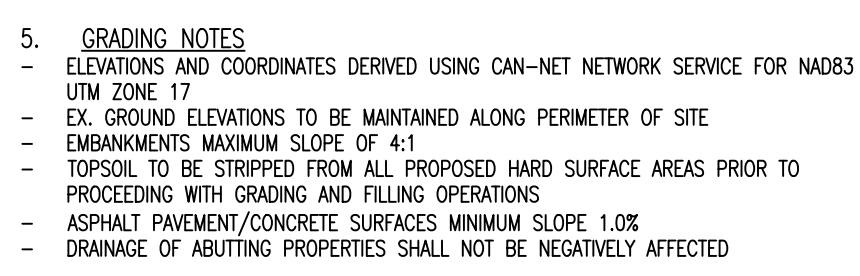 5. GRADING NOTES
– ELEVATIONS AND COORDINATES DERIVED USING CAN–NET NETWORK SERVICE FOR NAD83
UTM ZONE 17
– EX. GROUND ELEVATIONS TO BE MAINTAINED ALONG PERIMETER OF SITE
– EMBANKMENTS MAXIMUM SLOPE OF 4:1
– TOPSOIL TO BE STRIPPED FROM ALL PROPOSED HARD SURFACE AREAS PRIOR TO
PROCEEDING WITH GRADING AND FILLING OPERATIONS
– ASPHALT PAVEMENT/CONCRETE SURFACES MINIMUM SLOPE 1.0%
– DRAINAGE OF ABUTTING PROPERTIES SHALL NOT BE NEGATIVELY AFFECTED